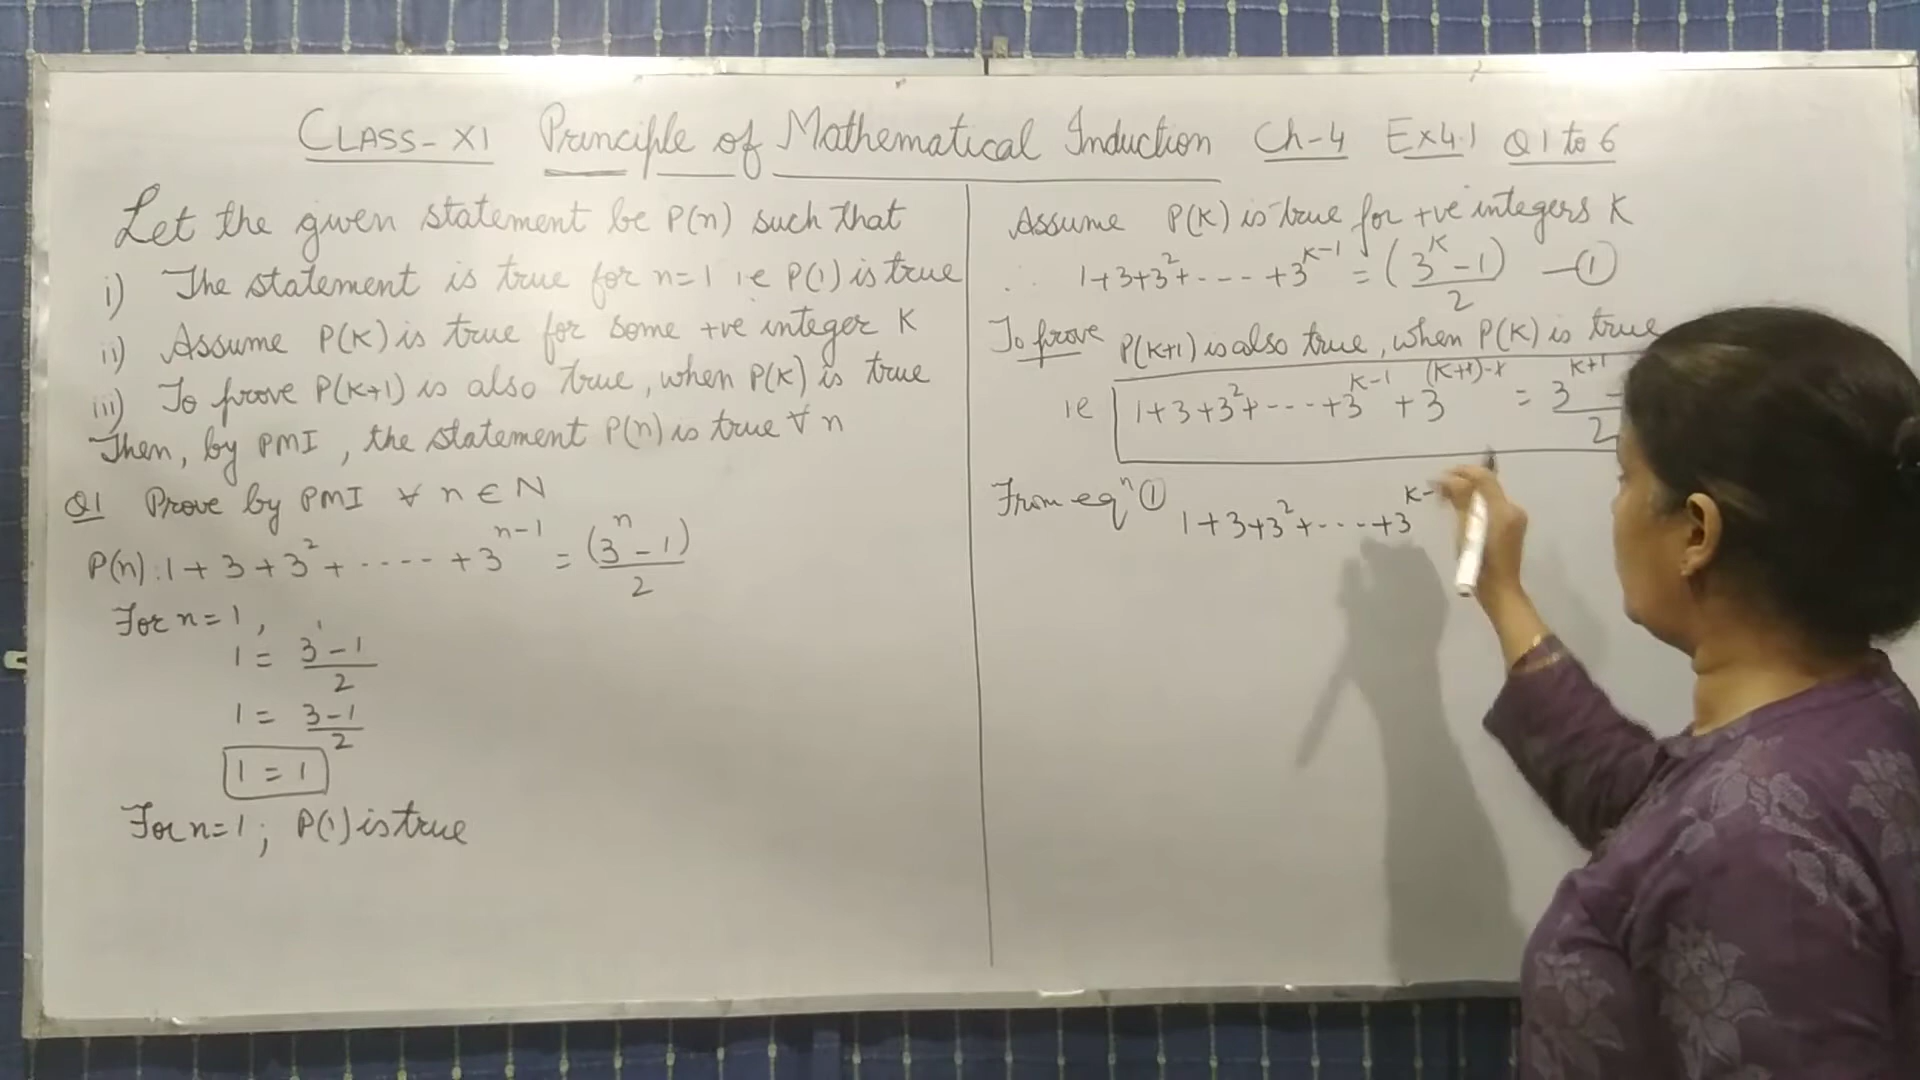 CLASS-XI Principle of Mathematical Induction Ch-4 Ex4.1 Q1 to 6
Let the given statement be P(n) such that
i) The statement is true for n=1 i.e P(1) is true
ii) Assume P(K) is true for some +ve integer K
iii) To prove P(K+1) is also true, when P(K) is true
Then, by PMI, the statement P(n) is true ∀ n
Q1 Prove by PMI ∀ n ∈ N
P(n): 1 + 3 + 3² + ---- + 3ⁿ⁻¹ = (3ⁿ - 1)/2
For n=1,
1 = (3¹-1)/2
1 = (3-1)/2
1 = 1
For n=1; P(1) is true
Assume P(K) is true for +ve integers K
∴ 1+3+3²+---- +3^(K-1) = (3^K - 1)/2 —①
To prove P(K+1) is also true, when P(K) is true
ie 1+3+3²+----+3^(K-1) + 3^((K+1)-1) = 3^(K+1) - /2
From eqⁿ ① 1+3+3²+----+3^(K-